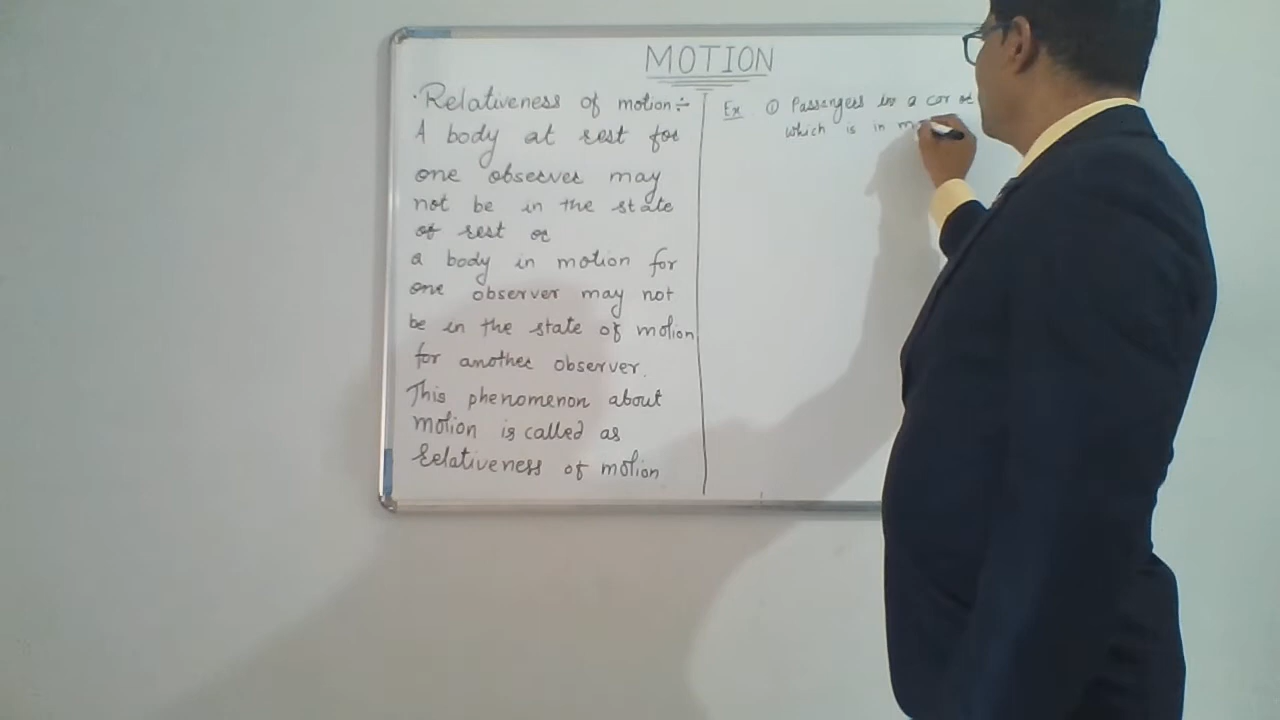 MOTION
· Relativeness of motion ÷
A body at rest for
one observer may
not be in the state
of rest or
a body in motion for
one observer may not
be in the state of motion
for another observer.
This phenomenon about
motion is called as
relativeness of motion
Ex ① Passangers in a car or
which is in m